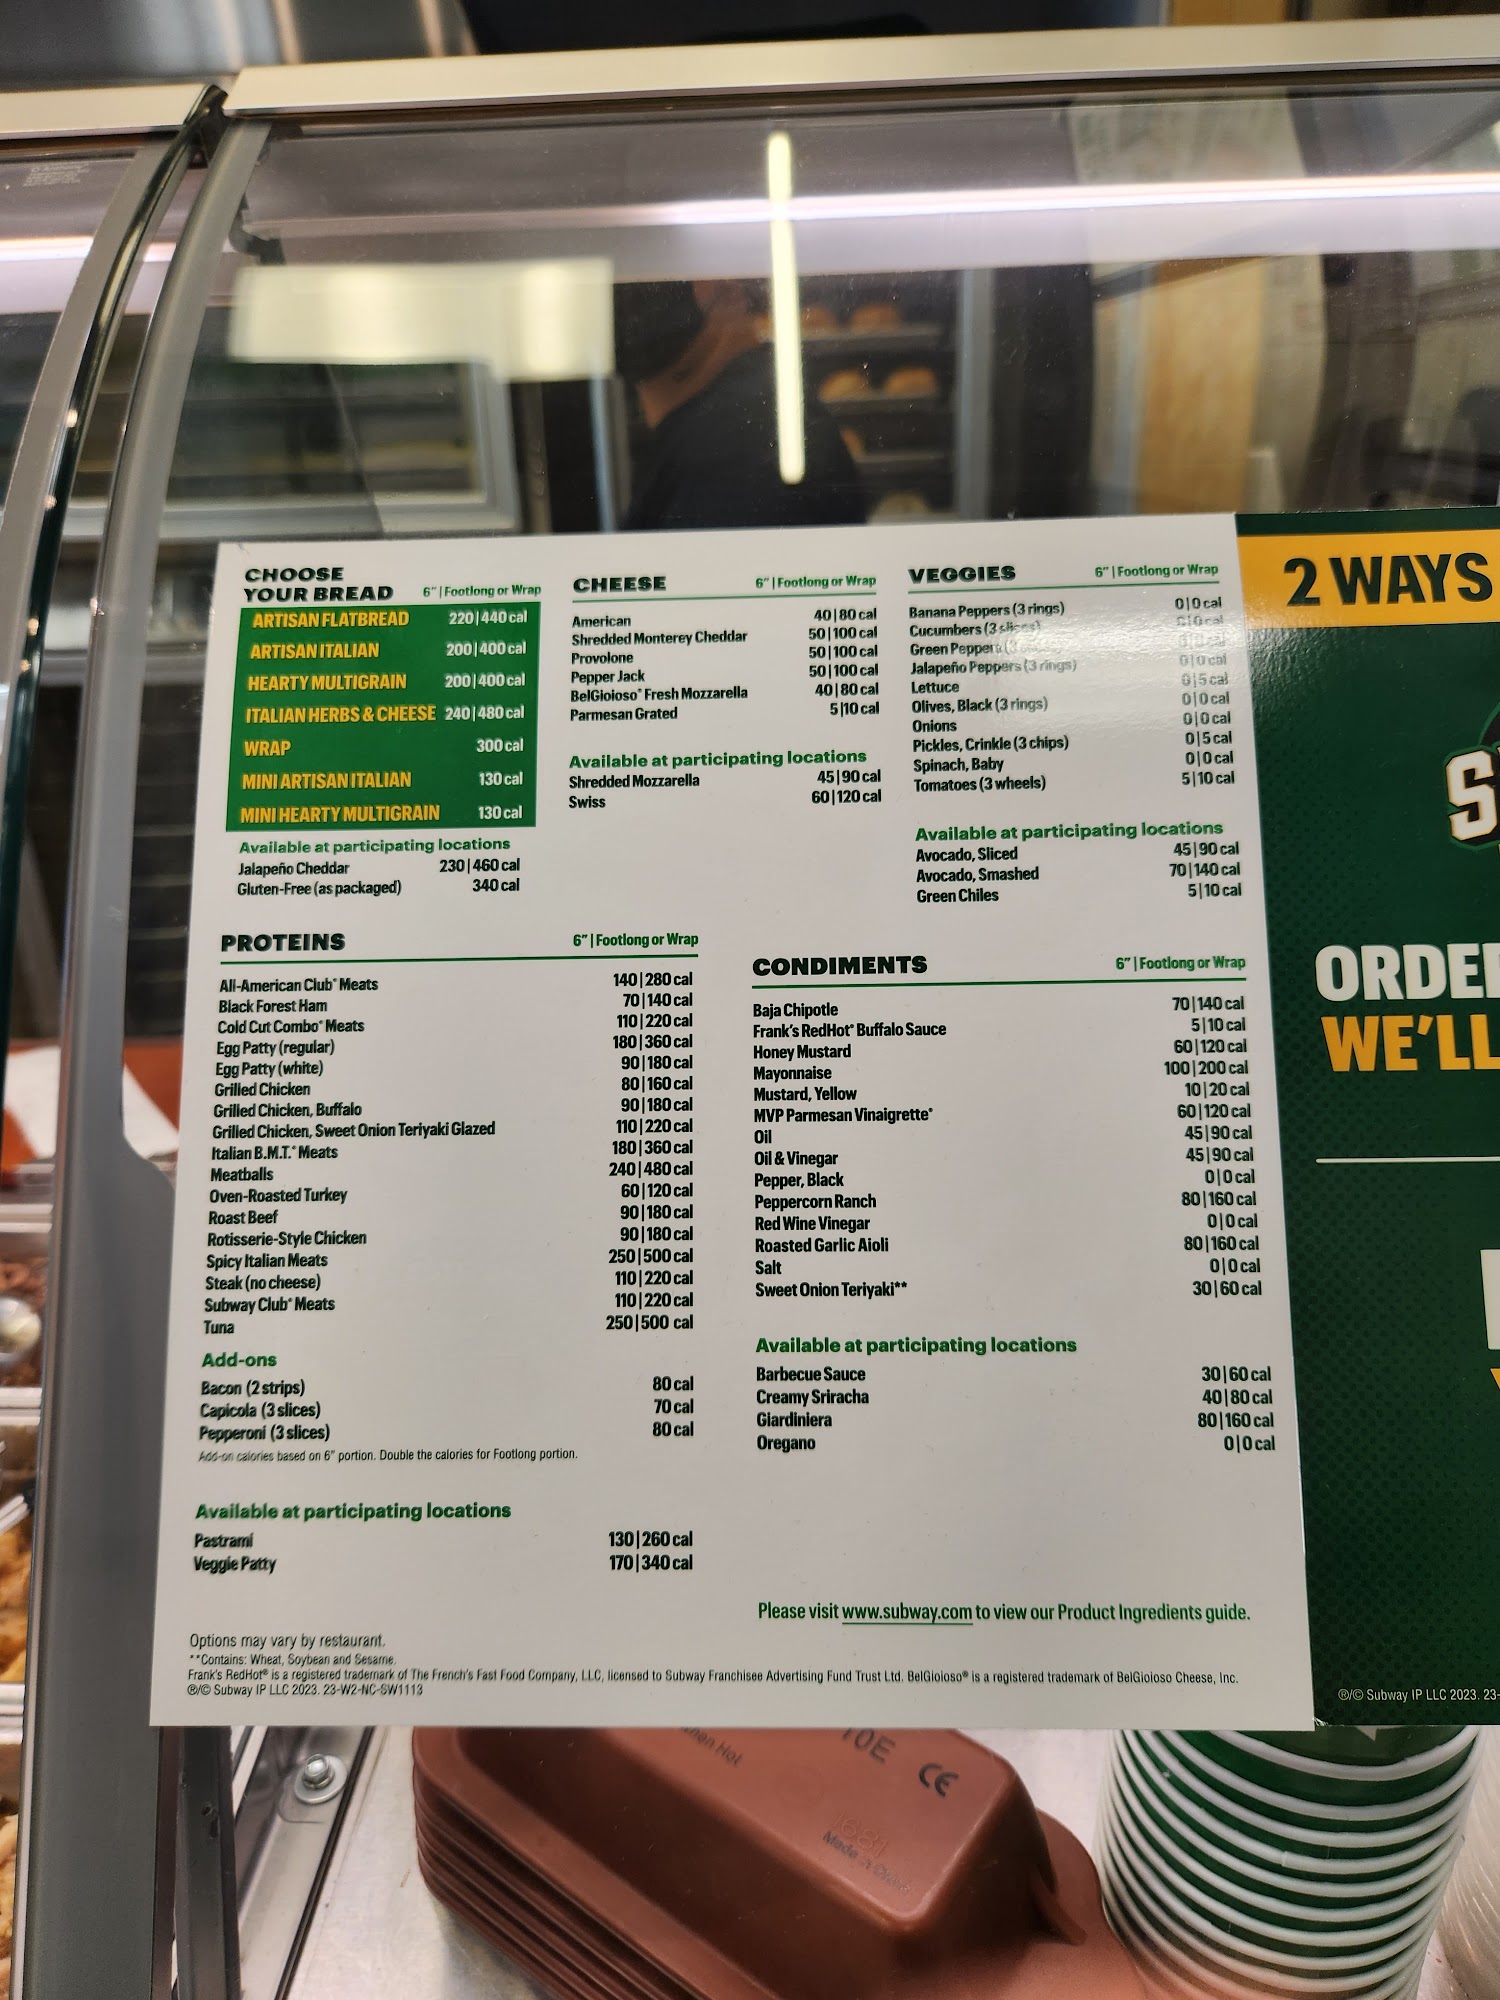 CHOOSE
YOUR BREAD 6" | Footlong or Wrap
ARTISAN FLATBREAD 220|440 cal
ARTISAN ITALIAN 200|400 cal
HEARTY MULTIGRAIN 200|400 cal
ITALIAN HERBS & CHEESE 240|480 cal
WRAP 300 cal
MINI ARTISAN ITALIAN 130 cal
MINI HEARTY MULTIGRAIN 130 cal
Available at participating locations
Jalapeño Cheddar 230|460 cal
Gluten-Free (as packaged) 340 cal
CHEESE 6" | Footlong or Wrap
American 40|80 cal
Shredded Monterey Cheddar 50|100 cal
Provolone 50|100 cal
Pepper Jack 50|100 cal
BelGioioso® Fresh Mozzarella 40|80 cal
Parmesan Grated 5|10 cal
Available at participating locations
Shredded Mozzarella 45|90 cal
Swiss 60|120 cal
VEGGIES 6" | Footlong or Wrap
Banana Peppers (3 rings) 0|0 cal
Cucumbers (3 slices) 0|0 cal
Green Peppers (3
Jalapeño Peppers (3 rings) 0|0 cal
Lettuce 0|5 cal
Olives, Black (3 rings) 0|0 cal
Onions 0|0 cal
Pickles, Crinkle (3 chips) 0|5 cal
Spinach, Baby 0|0 cal
Tomatoes (3 wheels) 5|10 cal
Available at participating locations
Avocado, Sliced 45|90 cal
Avocado, Smashed 70|140 cal
Green Chiles 5|10 cal
PROTEINS 6" | Footlong or Wrap
All-American Club® Meats 140|280 cal
Black Forest Ham 70|140 cal
Cold Cut Combo® Meats 110|220 cal
Egg Patty (regular) 180|360 cal
Egg Patty (white) 90|180 cal
Grilled Chicken 80|160 cal
Grilled Chicken, Buffalo 90|180 cal
Grilled Chicken, Sweet Onion Teriyaki Glazed 110|220 cal
Italian B.M.T.® Meats 180|360 cal
Meatballs 240|480 cal
Oven-Roasted Turkey 60|120 cal
Roast Beef 90|180 cal
Rotisserie-Style Chicken 90|180 cal
Spicy Italian Meats 250|500 cal
Steak (no cheese) 110|220 cal
Subway Club® Meats 110|220 cal
Tuna 250|500 cal
Add-ons
Bacon (2 strips) 80 cal
Capicola (3 slices) 70 cal
Pepperoni (3 slices) 80 cal
Add-on calories based on 6" portion. Double the calories for Footlong portion.
Available at participating locations
Pastrami 130|260 cal
Veggie Patty 170|340 cal
CONDIMENTS 6" | Footlong or Wrap
Baja Chipotle 70|140 cal
Frank's RedHot® Buffalo Sauce 5|10 cal
Honey Mustard 60|120 cal
Mayonnaise 100|200 cal
Mustard, Yellow 10|20 cal
MVP Parmesan Vinaigrette® 60|120 cal
Oil 45|90 cal
Oil & Vinegar 45|90 cal
Pepper, Black 0|0 cal
Peppercorn Ranch 80|160 cal
Red Wine Vinegar 0|0 cal
Roasted Garlic Aioli 80|160 cal
Salt 0|0 cal
Sweet Onion Teriyaki** 30|60 cal
Available at participating locations
Barbecue Sauce 30|60 cal
Creamy Sriracha 40|80 cal
Giardiniera 80|160 cal
Oregano 0|0 cal
Please visit www.subway.com to view our Product Ingredients guide.
Options may vary by restaurant.
**Contains: Wheat, Soybean and Sesame.
Frank's RedHot® is a registered trademark of The French's Fast Food Company, LLC, licensed to Subway Franchisee Advertising Fund Trust Ltd. BelGioioso® is a registered trademark of BelGioioso Cheese, Inc.
®/© Subway IP LLC 2023. 23-W2-NC-SW1113
2 WAYS
S
ORDE
WE'LL
®/© Subway IP LLC 2023. 23-
Hot
10E
CE
Made in